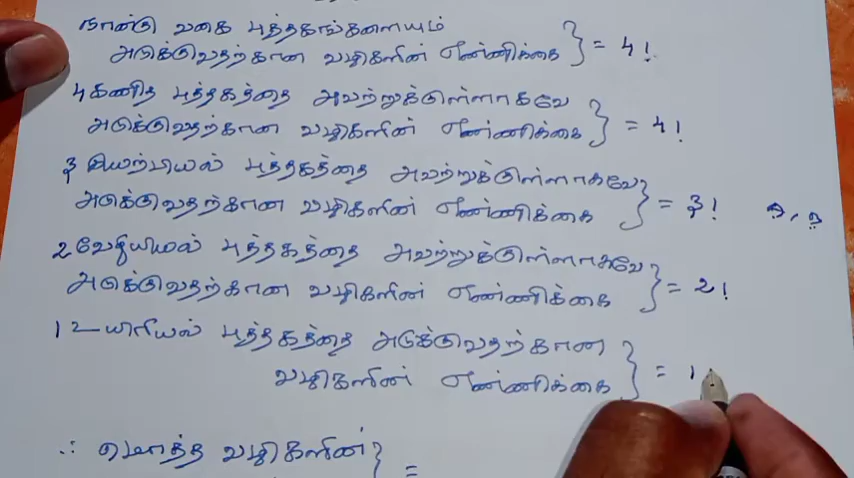 நான்கு வகை புத்தகங்களையும்
அடுக்குவதற்கான வழிகளின் எண்ணிக்கை } = 4!
4 கணித புத்தகத்தை அவற்றுக்குள்ளாகவே
அடுக்குவதற்கான வழிகளின் எண்ணிக்கை } = 4!
3 இயற்பியல் புத்தகத்தை அவற்றுக்குள்ளாகவே
அடுக்குவதற்கான வழிகளின் எண்ணிக்கை } = 3!
2 வேதியியல் புத்தகத்தை அவற்றுக்குள்ளாகவே
அடுக்குவதற்கான வழிகளின் எண்ணிக்கை } = 2!
1 உயிரியல் புத்தகத்தை அடுக்குவதற்கான
வழிகளின் எண்ணிக்கை } = 1
∴ மொத்த வழிகளின் } =